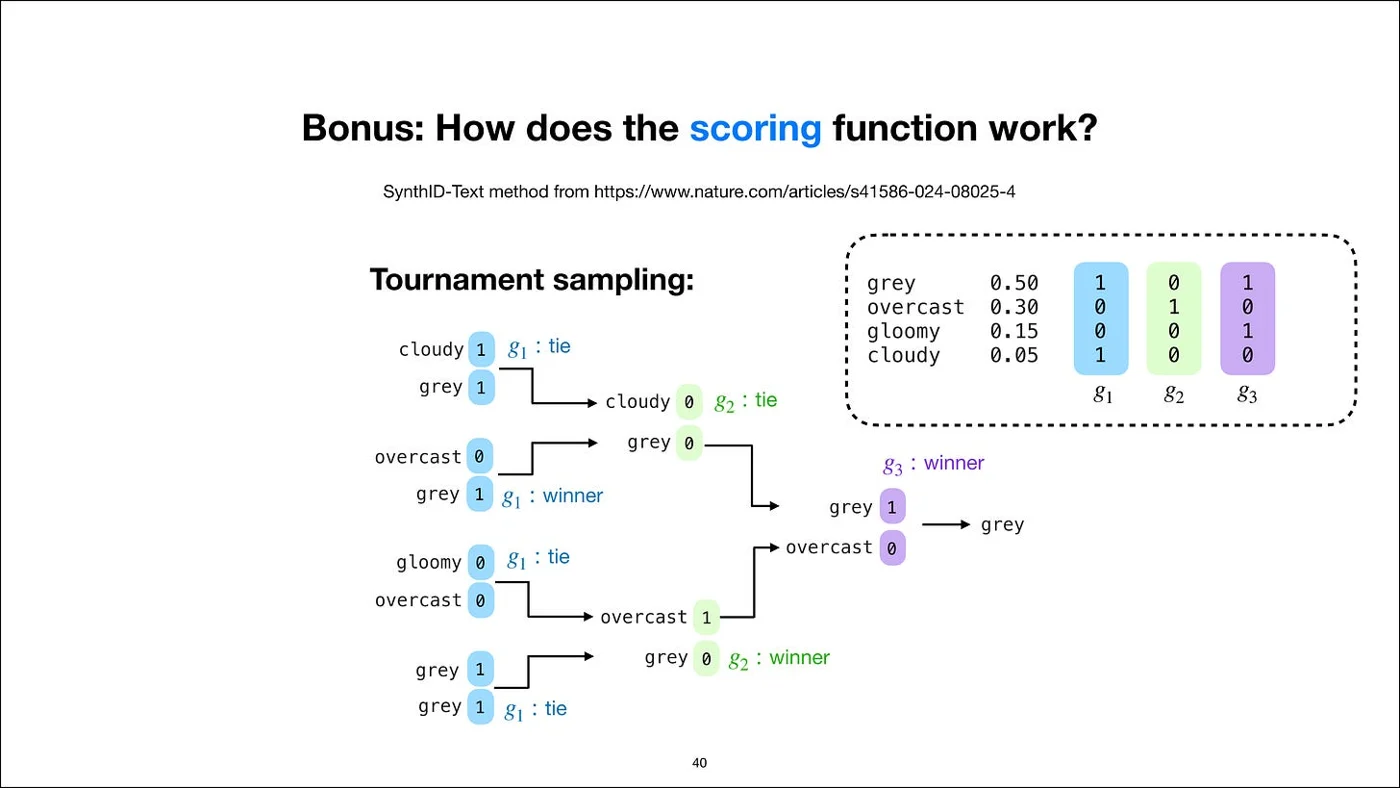 Bonus: How does the scoring function work?
SynthID-Text method from https://www.nature.com/articles/s41586-024-08025-4
Tournament sampling:
grey 0.50 1 0 1
overcast 0.30 0 1 0
gloomy 0.15 0 0 1
cloudy 0.05 1 0 0
g1 g2 g3
cloudy 1 g1 : tie
grey 1
overcast 0
grey 1 g1 : winner
gloomy 0 g1 : tie
overcast 0
grey 1
grey 1 g1 : tie
cloudy 0 g2 : tie
grey 0
overcast 1
grey 0 g2 : winner
g3 : winner
grey 1
overcast 0
grey
40